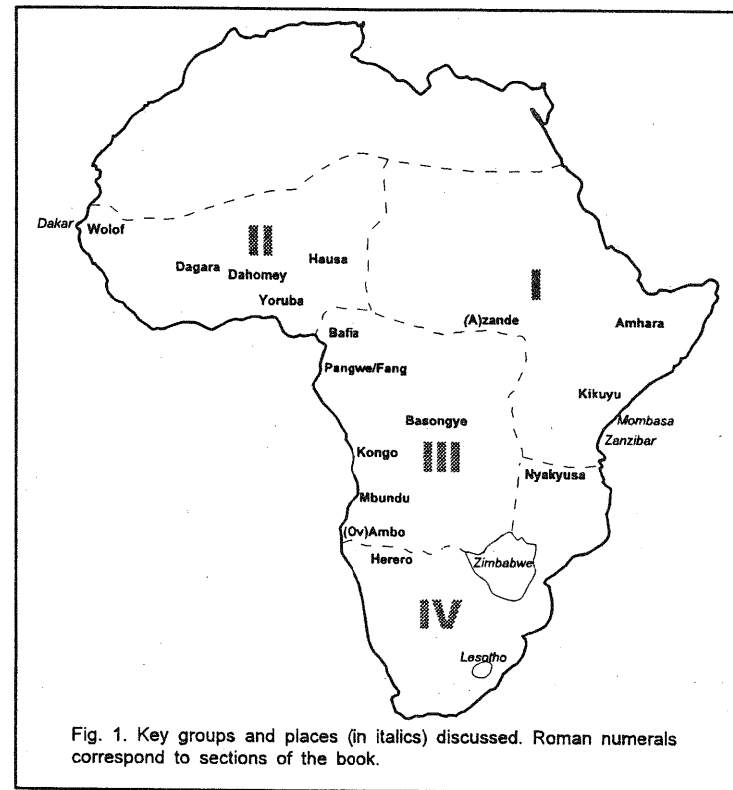 Dakar
Wolof
II
Dagara
Dahomey
Hausa
Yoruba
I
(A)zande
Amhara
Bafia
Pangwe/Fang
Kikuyu
Mombasa
Zanzibar
Basongye
Kongo
III
Nyakyusa
Mbundu
(Ov)Ambo
Herero
Zimbabwe
IV
Lesotho
Fig. 1. Key groups and places (in italics) discussed. Roman numerals
correspond to sections of the book.